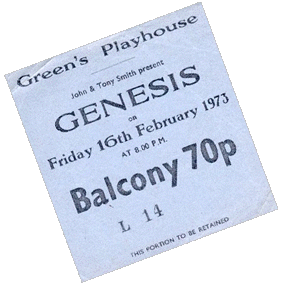 Green's Playhouse
John & Tony Smith present
GENESIS
on
Friday 16th February 1973
AT 8.00 P.M.
Balcony 70p
L 14
THIS PORTION TO BE RETAINED